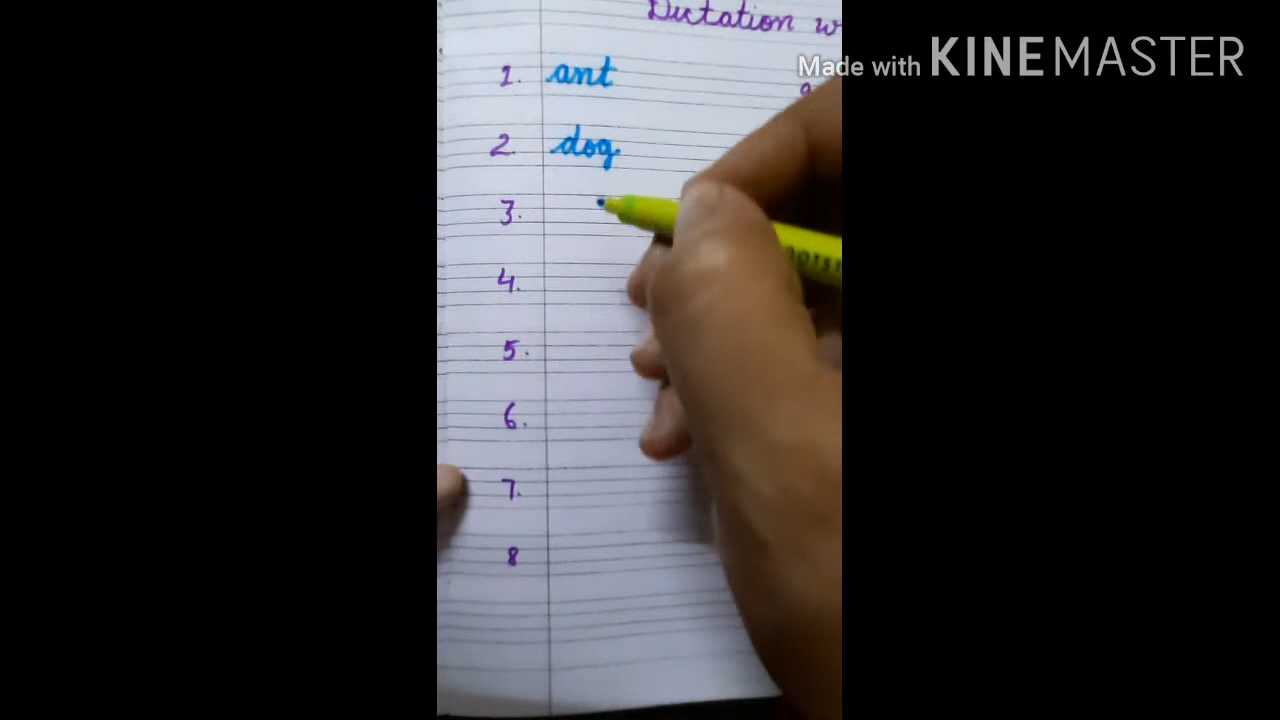 Dictation w
Made with KINEMASTER
1. ant
2. dog
3.
4.
5.
6.
7.
8